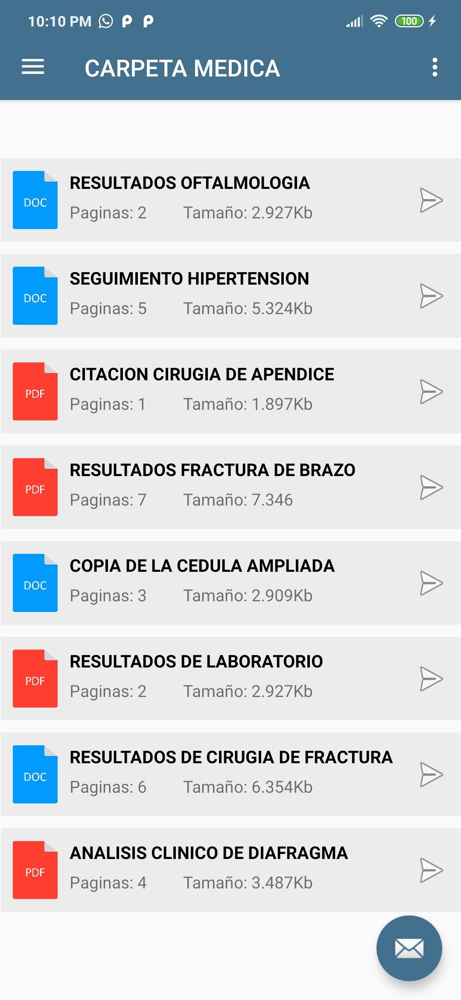 10:10 PM
100
CARPETA MEDICA
DOC
RESULTADOS OFTALMOLOGIA
Paginas: 2 Tamaño: 2.927Kb
DOC
SEGUIMIENTO HIPERTENSION
Paginas: 5 Tamaño: 5.324Kb
PDF
CITACION CIRUGIA DE APENDICE
Paginas: 1 Tamaño: 1.897Kb
PDF
RESULTADOS FRACTURA DE BRAZO
Paginas: 7 Tamaño: 7.346
DOC
COPIA DE LA CEDULA AMPLIADA
Paginas: 3 Tamaño: 2.909Kb
PDF
RESULTADOS DE LABORATORIO
Paginas: 2 Tamaño: 2.927Kb
DOC
RESULTADOS DE CIRUGIA DE FRACTURA
Paginas: 6 Tamaño: 6.354Kb
PDF
ANALISIS CLINICO DE DIAFRAGMA
Paginas: 4 Tamaño: 3.487Kb